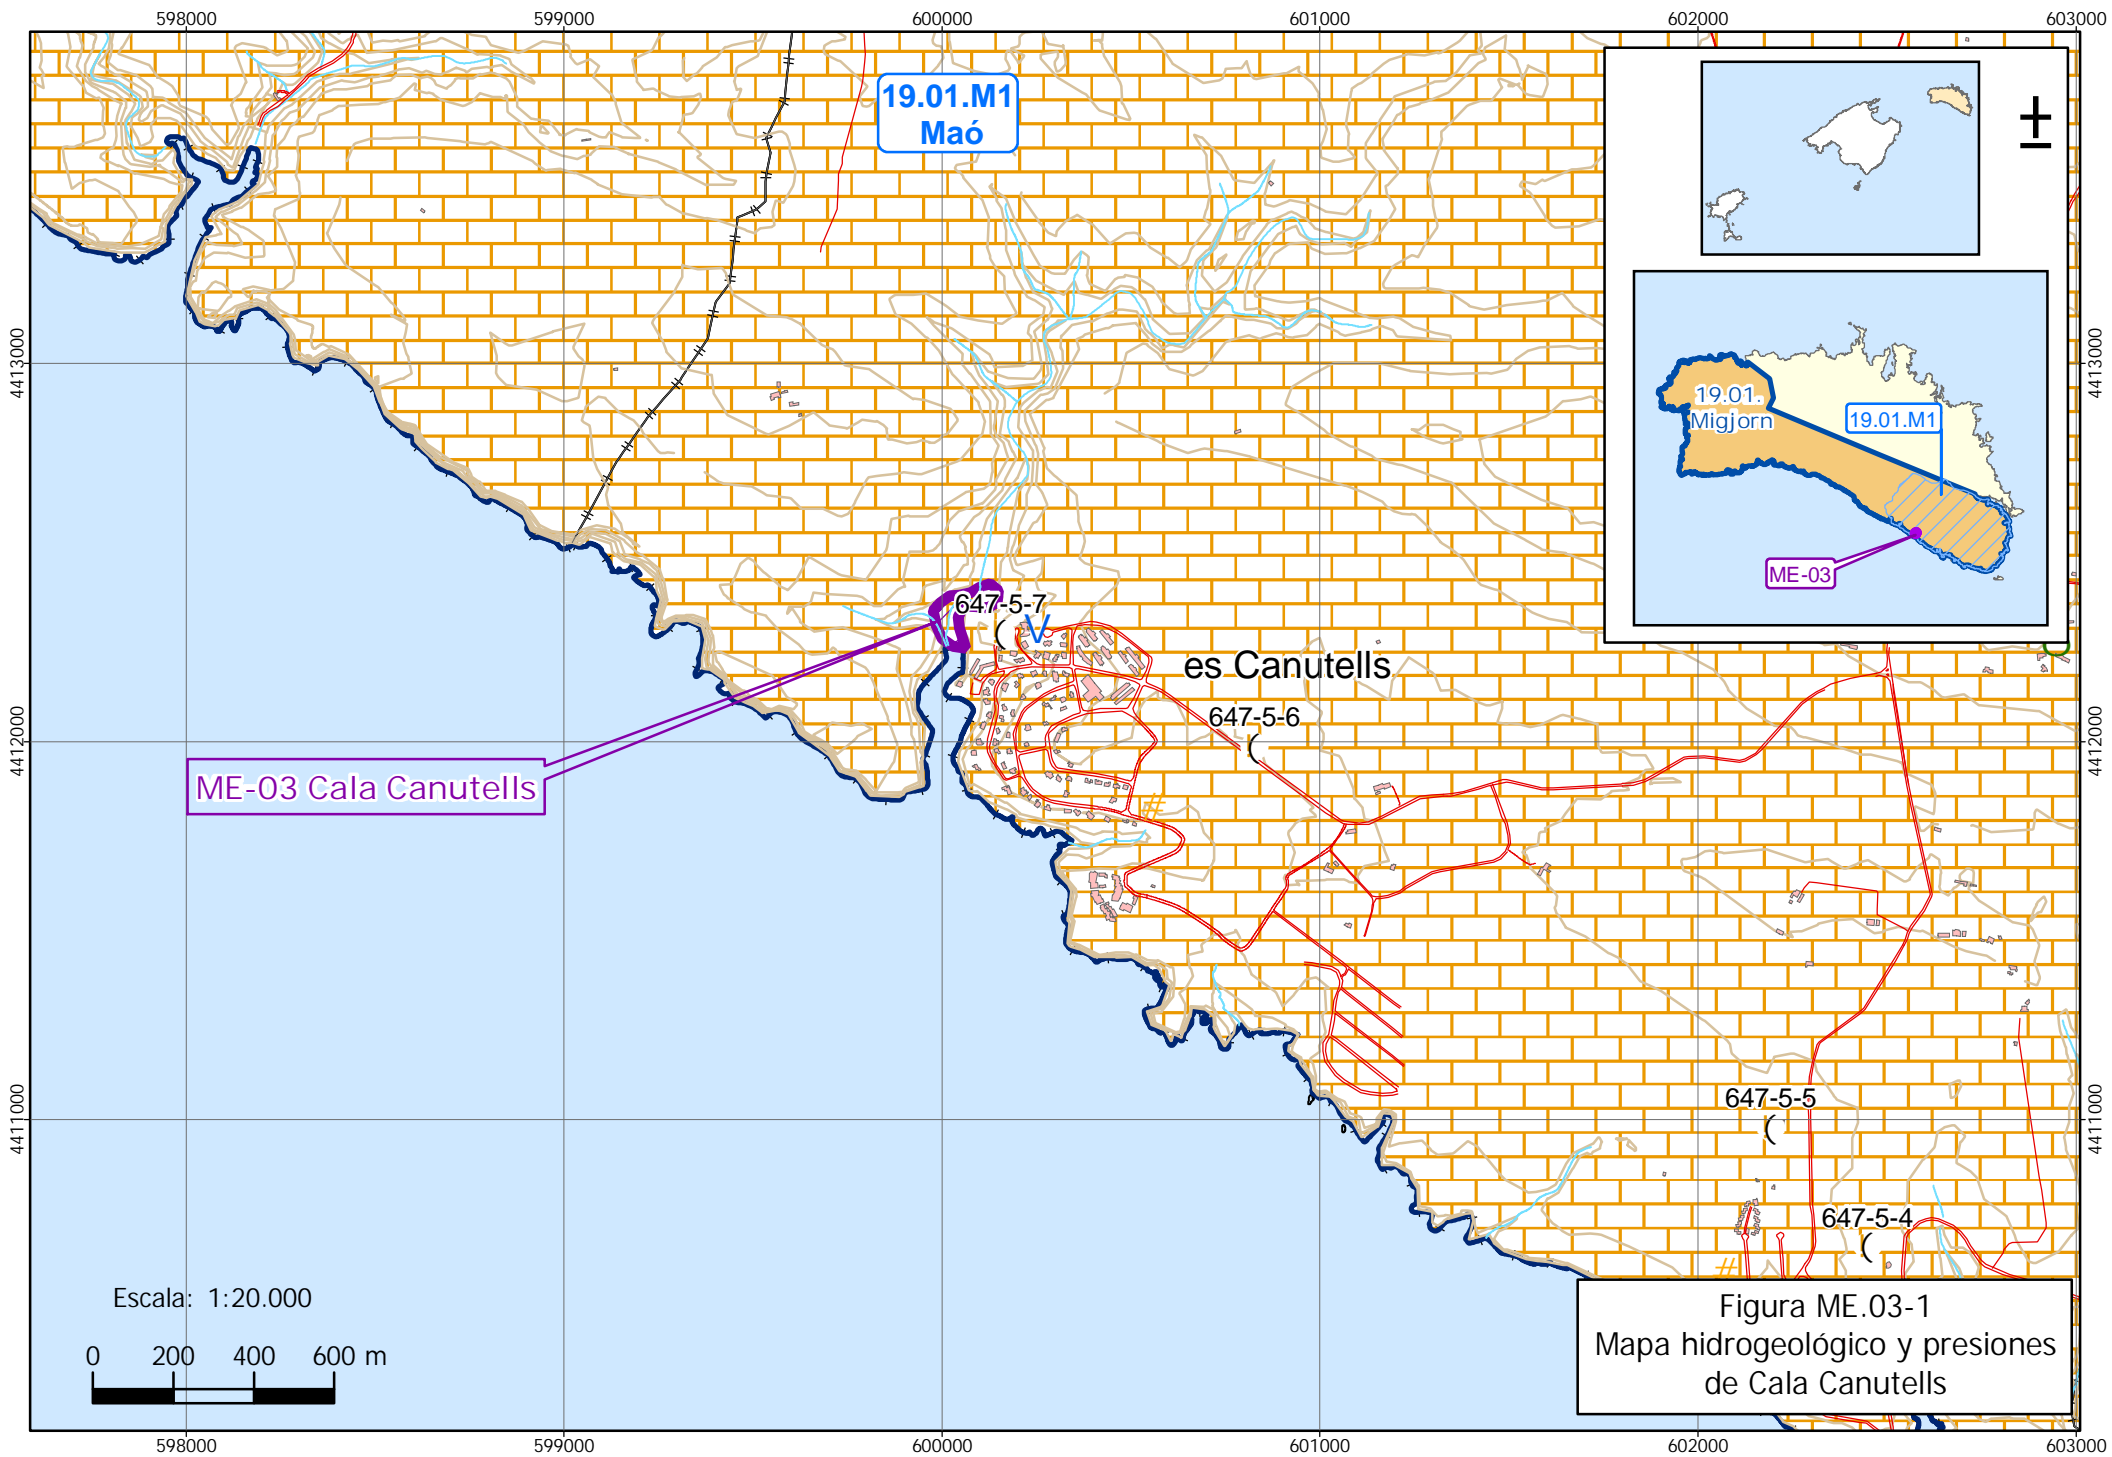 598000
599000
600000
601000
602000
603000
19.01.M1
Maó
±
19.01.
Migjorn
19.01.M1
ME-03
4413000
4413000
647-5-7
V
es Canutells
647-5-6
4412000
4412000
ME-03 Cala Canutells
#
4411000
4411000
647-5-5
647-5-4
#
Escala: 1:20.000
0 200 400 600 m
Figura ME.03-1
Mapa hidrogeológico y presiones
de Cala Canutells
598000
599000
600000
601000
602000
603000